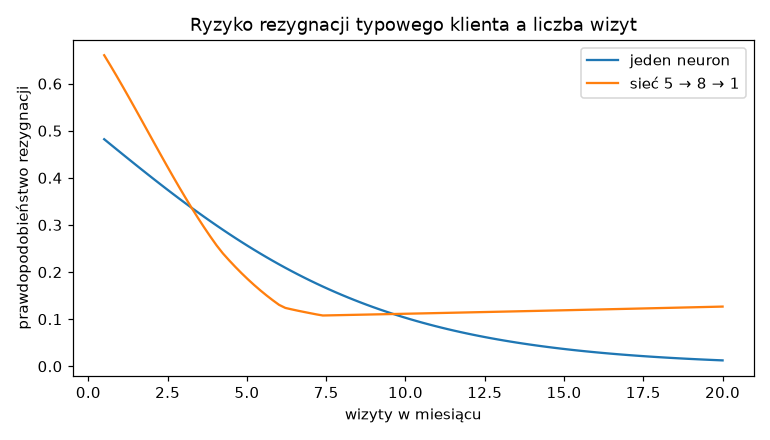 Ryzyko rezygnacji typowego klienta a liczba wizyt
jeden neuron
sieć 5 → 8 → 1
prawdopodobieństwo rezygnacji
0.6
0.5
0.4
0.3
0.2
0.1
0.0
0.0 2.5 5.0 7.5 10.0 12.5 15.0 17.5 20.0
wizyty w miesiącu